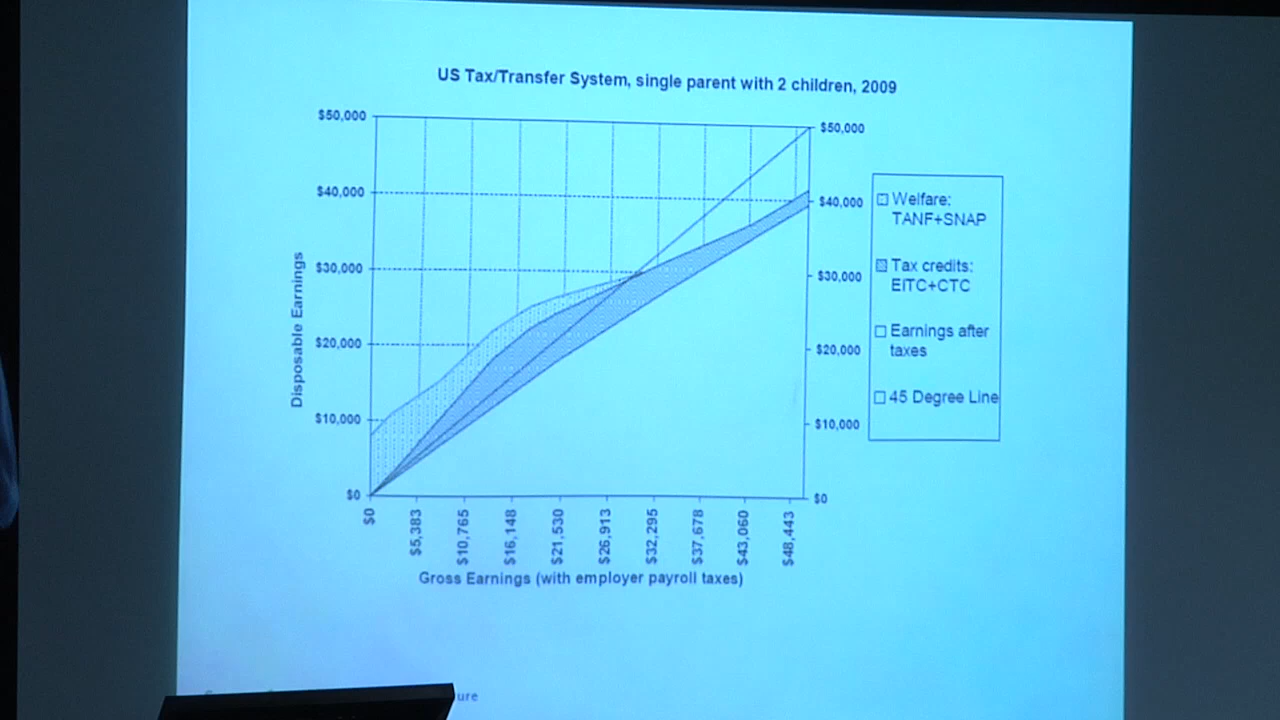 US Tax/Transfer System, single parent with 2 children, 2009
$50,000
$40,000
$30,000
$20,000
$10,000
$0
Disposable Earnings
$50,000
$40,000
$30,000
$20,000
$10,000
$0
$0
$5,383
$10,765
$16,148
$21,530
$26,913
$32,295
$37,678
$43,060
$48,443
Gross Earnings (with employer payroll taxes)
Welfare:
TANF+SNAP
Tax credits:
EITC+CTC
Earnings after
taxes
45 Degree Line